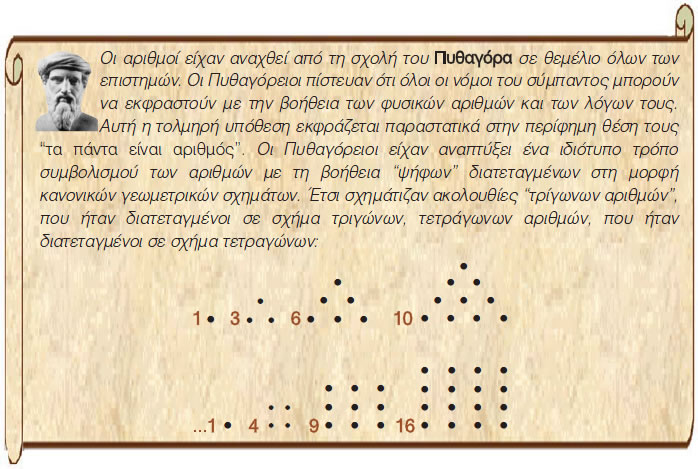 Οι αριθμοί είχαν αναχθεί από τη σχολή του Πυθαγόρα σε θεμέλιο όλων των
επιστημών. Οι Πυθαγόρειοι πίστευαν ότι όλοι οι νόμοι του σύμπαντος μπορούν
να εκφραστούν με την βοήθεια των φυσικών αριθμών και των λόγων τους.
Αυτή η τολμηρή υπόθεση εκφράζεται παραστατικά στην περίφημη θέση τους
“τα πάντα είναι αριθμός”. Οι Πυθαγόρειοι είχαν αναπτύξει ένα ιδιότυπο τρόπο
συμβολισμού των αριθμών με τη βοήθεια “ψήφων” διατεταγμένων στη μορφή
κανονικών γεωμετρικών σχημάτων. Έτσι σχημάτιζαν ακολουθίες “τρίγωνων αριθμών”,
που ήταν διατεταγμένοι σε σχήμα τριγώνων, τετράγωνων αριθμών, που ήταν
διατεταγμένοι σε σχήμα τετραγώνων:
1 3 6 10
...1 4 9 16